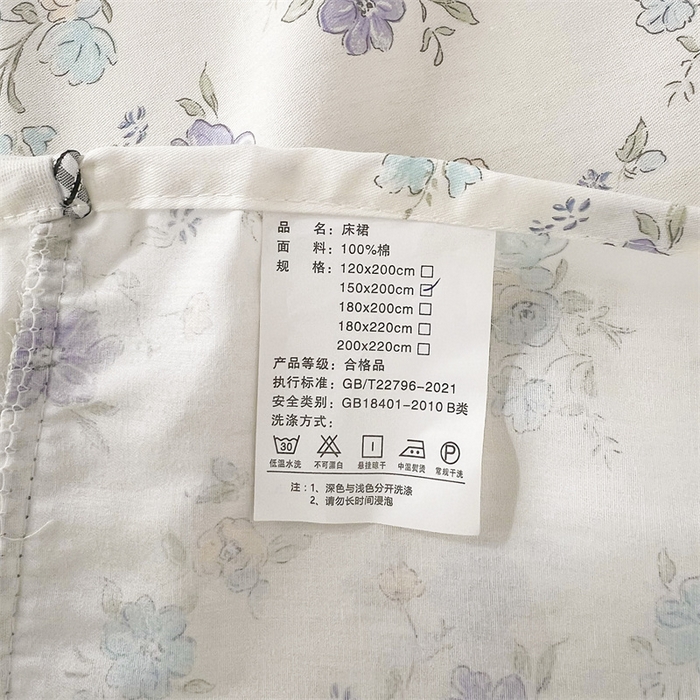 品 名：床裙
面 料：100%棉
规 格：120x200cm
150x200cm
180x200cm
180x220cm
200x220cm
产品等级：合格品
执行标准：GB/T22796-2021
安全类别：GB18401-2010 B类
洗涤方式：
30 P
低温水洗 不可漂白 悬挂晾干 中温熨烫 常规干洗
注：1、深色与浅色分开洗涤
2、请勿长时间浸泡